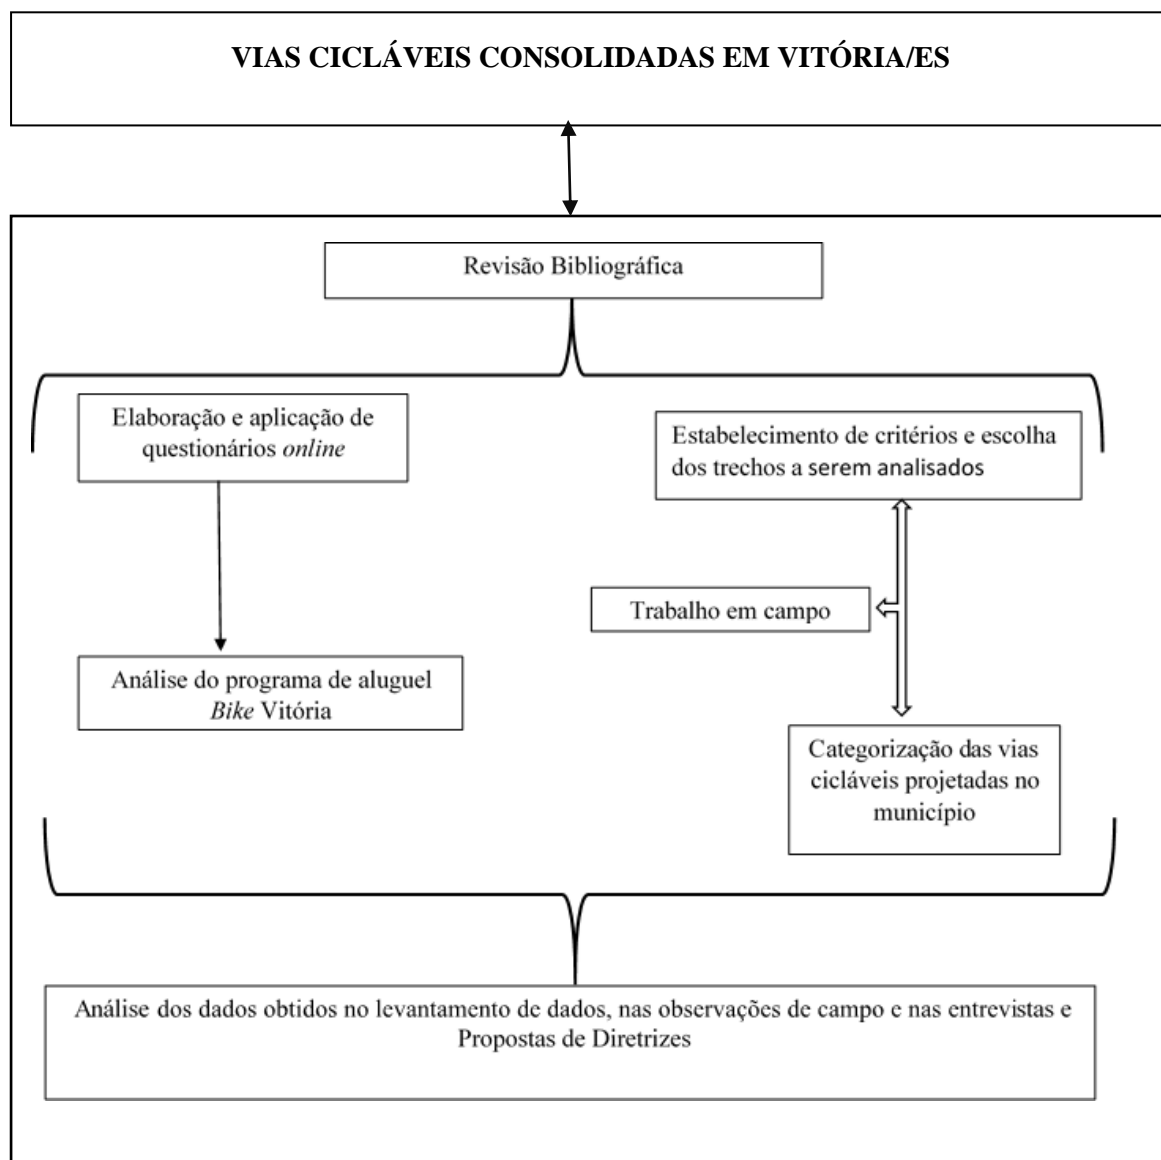 VIAS CICLÁVEIS CONSOLIDADAS EM VITÓRIA/ES
Revisão Bibliográfica
Elaboração e aplicação de
questionários online
Estabelecimento de critérios e escolha
dos trechos a serem analisados
Trabalho em campo
Análise do programa de aluguel
Bike Vitória
Categorização das vias
cicláveis projetadas no
município
Análise dos dados obtidos no levantamento de dados, nas observações de campo e nas entrevistas e
Propostas de Diretrizes